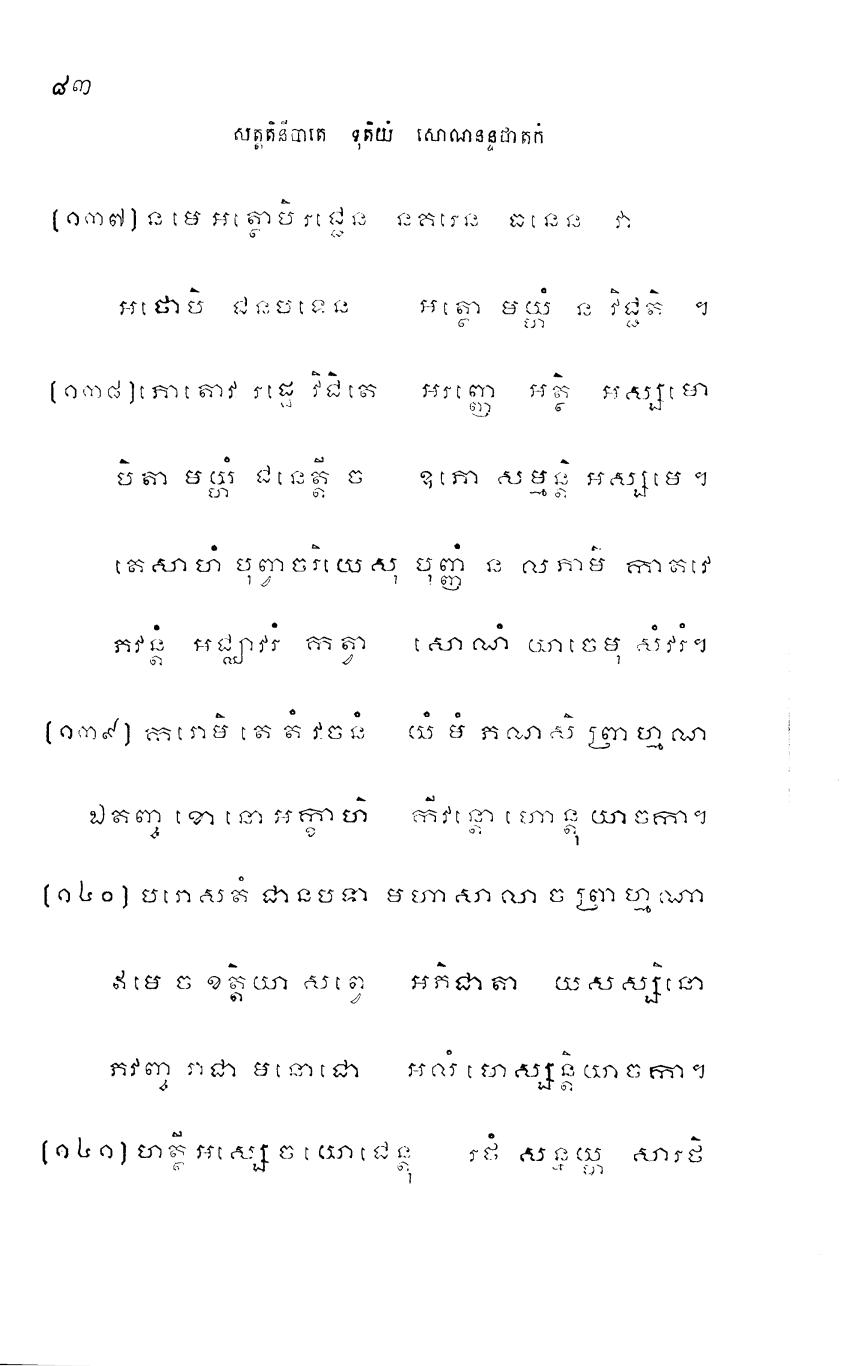 ៨៣
សត្តតិនីបាតេ ទុតិយំ សោណនន្ទជាតកំ
(១៣៧) ន មេ អត្ថោបិ រជ្ជេន នគរេន ធនេន វា
អថោបិ ជនបទេន អត្ថោ មយ្ហំ ន វិជ្ជតិ ។
(១៣៨) ភោតោវ រដ្ឋេ វិជិតេ អរញ្ញេ អត្ថិ អស្សមោ
បិតា មយ្ហំ ជនេត្តី ច ឧភោ សម្មន្តិ អស្សមេ ។
តេសាហំ បុព្វាចរិយេសុ បុញ្ញំ ន លភាមិ កាតវេ
ភវន្តំ អជ្ឈាវរំ កត្វា សោណំ យាចេមុ សំវរំ។
(១៣៩) ករោមិ តេ តំ វចនំ យំ មំ ភណសិ ព្រាហ្មណ
ឯតញ្ច ខោ នោ អក្ខាហិ កីវន្តោ ហោន្តុ យាចកា។
(១៤០) បរោសតំ ជានបទា មហាសាលា ច ព្រាហ្មណា
ឥមេ ច ខត្តិយា សព្វេ អភិជាតា យសស្សិនោ
ភវញ្ច រាជា មនោជោ អលំ ហេស្សន្តិ យាចកា។
(១៤១) ហត្ថី អស្សេ ច យោជេន្តុ រថំ សន្នយ្ហ សារថិ